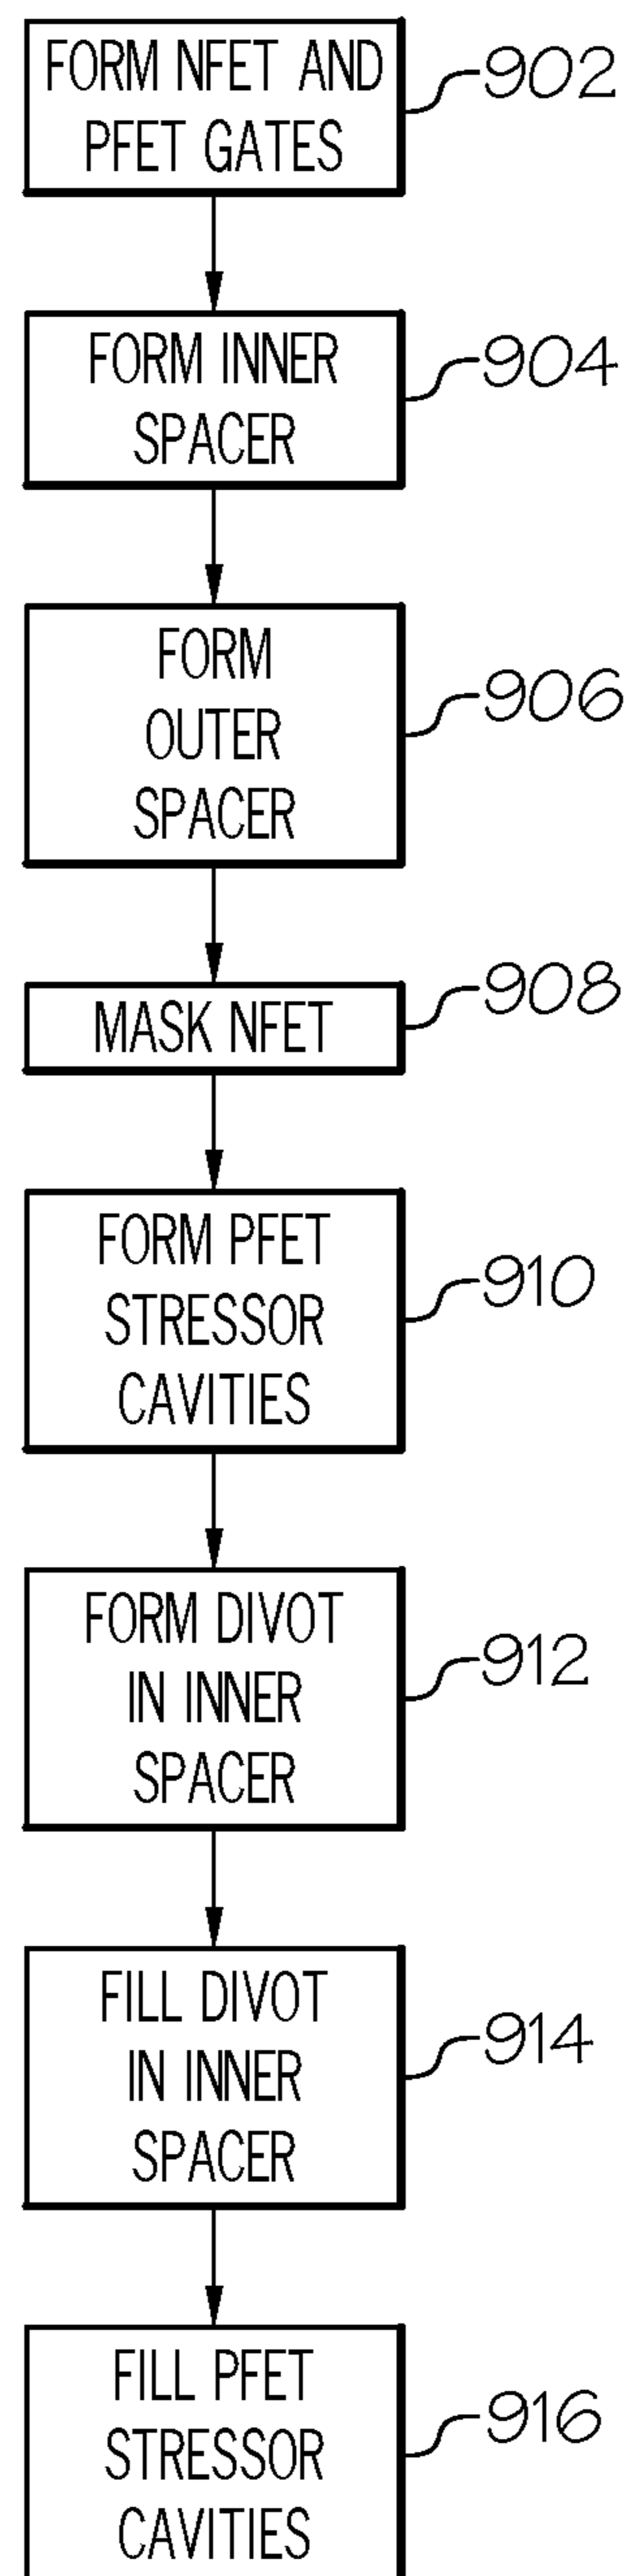 FORM NFET AND
PFET GATES
902
FORM INNER
SPACER
904
FORM
OUTER
SPACER
906
MASK NFET
908
FORM PFET
STRESSOR
CAVITIES
910
FORM DIVOT
IN INNER
SPACER
912
FILL DIVOT
IN INNER
SPACER
914
FILL PFET
STRESSOR
CAVITIES
916